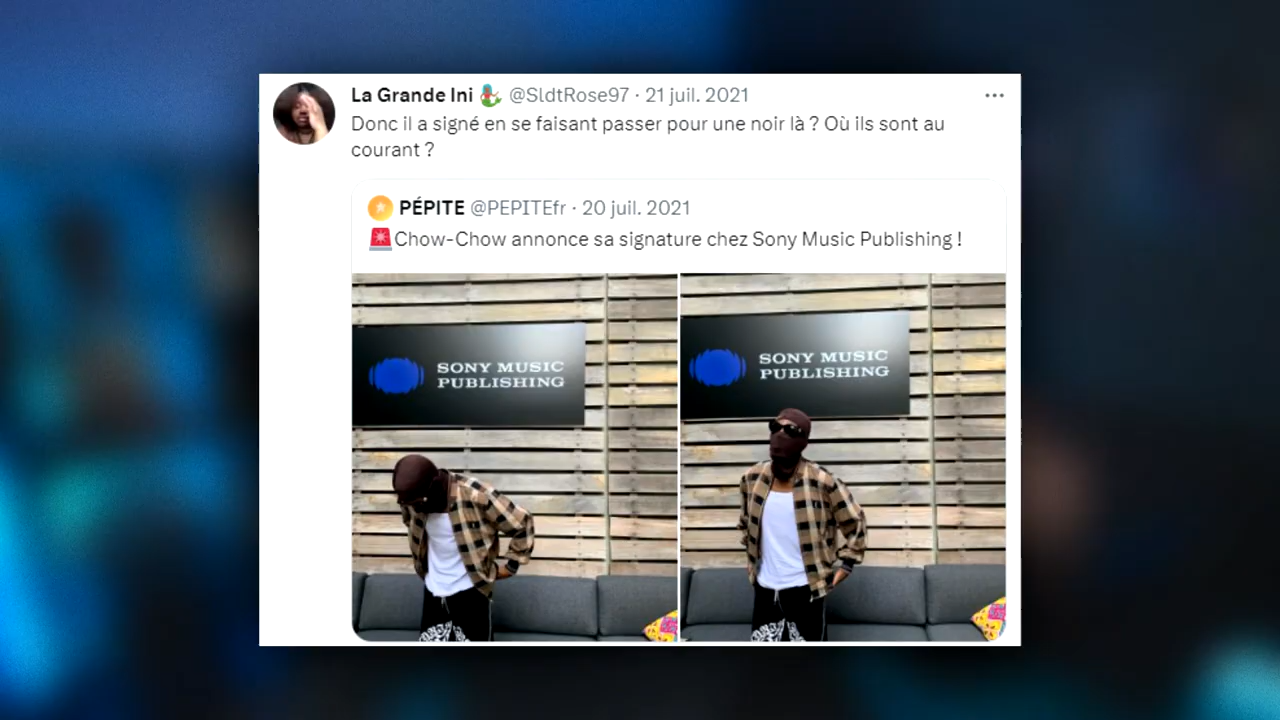 La Grande Ini 🧜‍♀️ @SldtRose97 · 21 juil. 2021
Donc il a signé en se faisant passer pour une noir là ? Où ils sont au
courant ?
PÉPITE @PEPITEfr · 20 juil. 2021
🚨Chow-Chow annonce sa signature chez Sony Music Publishing !
SONY MUSIC
PUBLISHING
SONY MUSIC
PUBLISHING